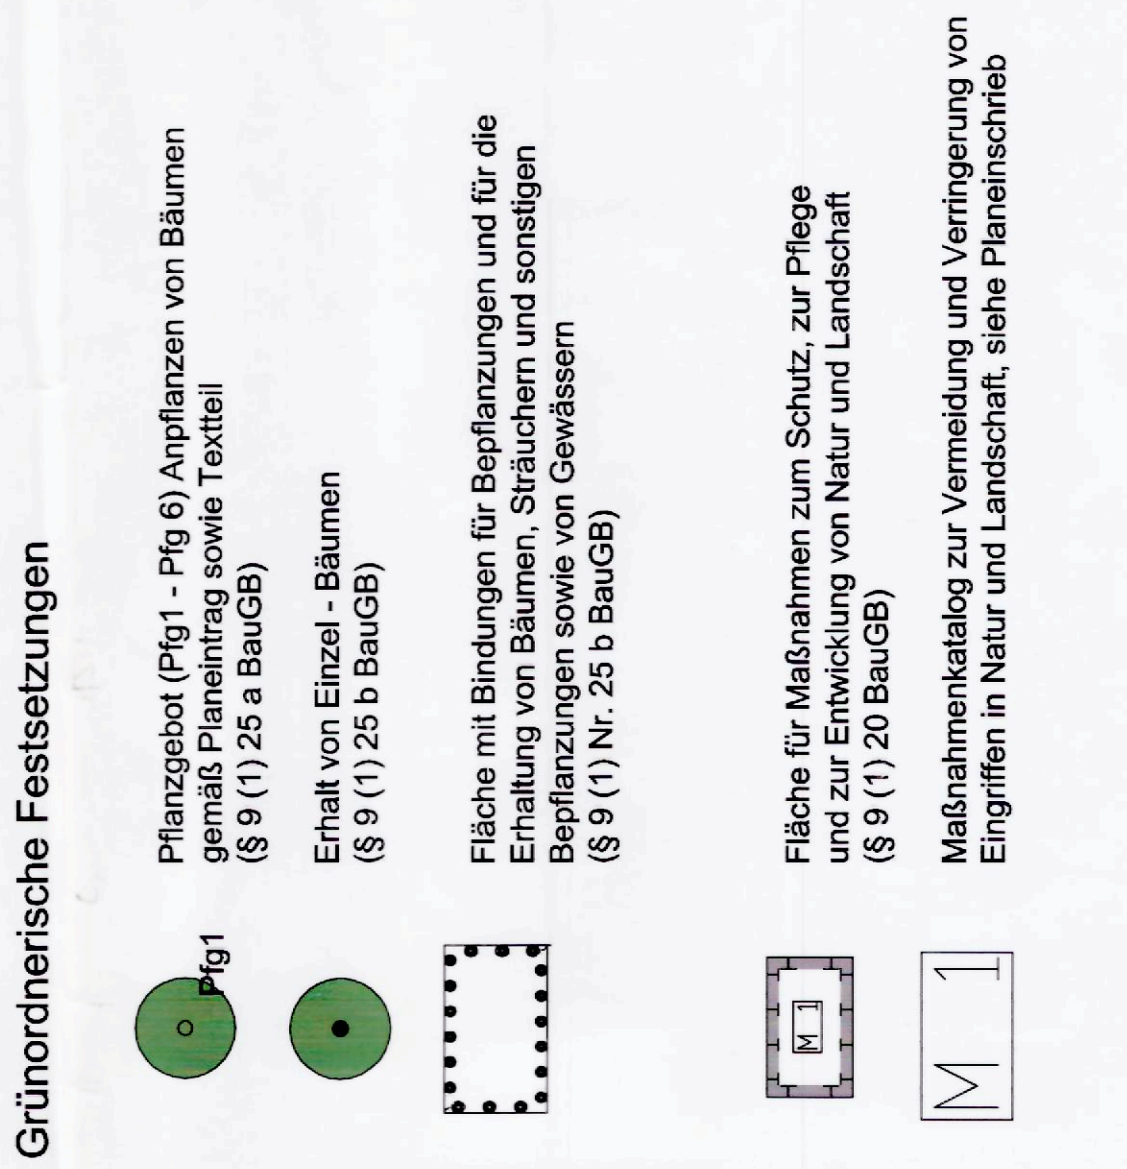 Grünordnerische Festsetzungen
Pfg1
Pflanzgebot (Pfg1 - Pfg 6) Anpflanzen von Bäumen
gemäß Planeintrag sowie Textteil
(§ 9 (1) 25 a BauGB)
Erhalt von Einzel - Bäumen
(§ 9 (1) 25 b BauGB)
Fläche mit Bindungen für Bepflanzungen und für die
Erhaltung von Bäumen, Sträuchern und sonstigen
Bepflanzungen sowie von Gewässern
(§ 9 (1) Nr. 25 b BauGB)
M 1
Fläche für Maßnahmen zum Schutz, zur Pflege
und zur Entwicklung von Natur und Landschaft
(§ 9 (1) 20 BauGB)
M 1
Maßnahmenkatalog zur Vermeidung und Verringerung von
Eingriffen in Natur und Landschaft, siehe Planeinschrieb